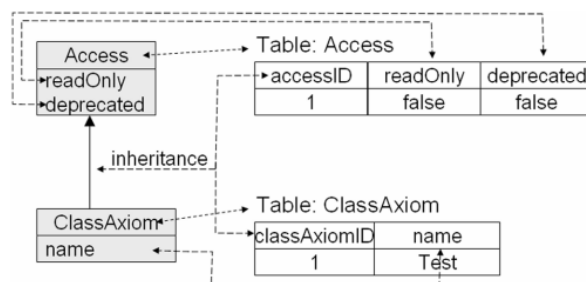 Access
readOnly
deprecated
inheritance
ClassAxiom
name
Table: Access
accessID readOnly deprecated
1 false false
Table: ClassAxiom
classAxiomID name
1 Test